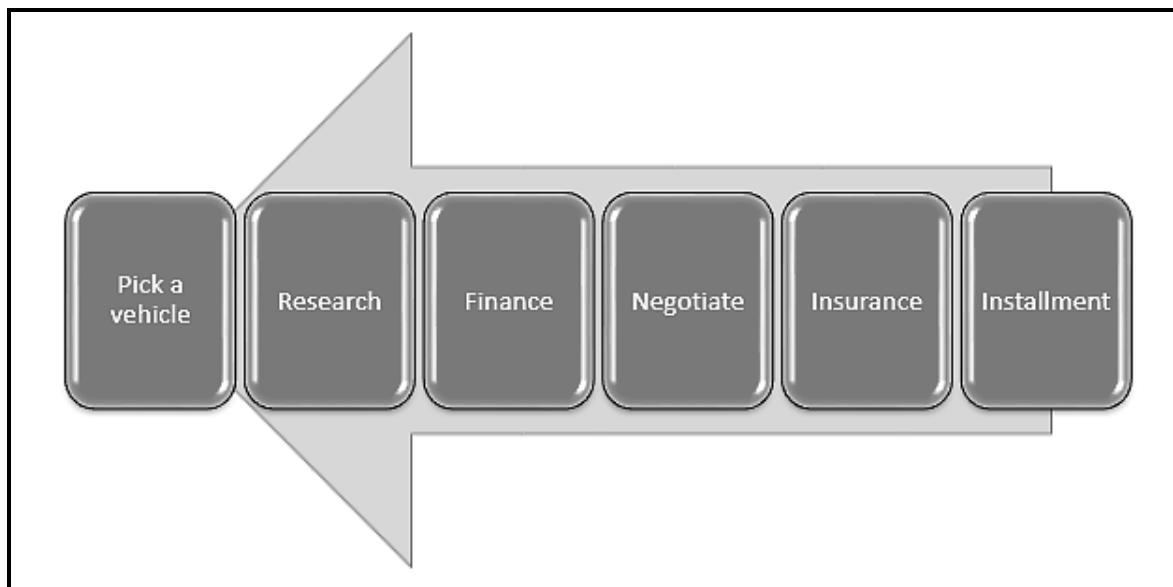 Pick a
vehicle
Research
Finance
Negotiate
Insurance
Installment